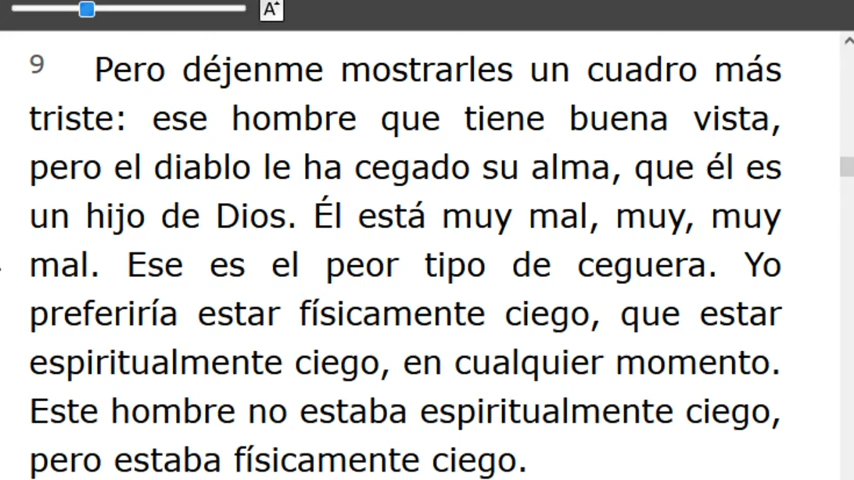 A
9 Pero déjenme mostrarles un cuadro más
triste: ese hombre que tiene buena vista,
pero el diablo le ha cegado su alma, que él es
un hijo de Dios. Él está muy mal, muy, muy
mal. Ese es el peor tipo de ceguera. Yo
preferiría estar físicamente ciego, que estar
espiritualmente ciego, en cualquier momento.
Este hombre no estaba espiritualmente ciego,
pero estaba físicamente ciego.